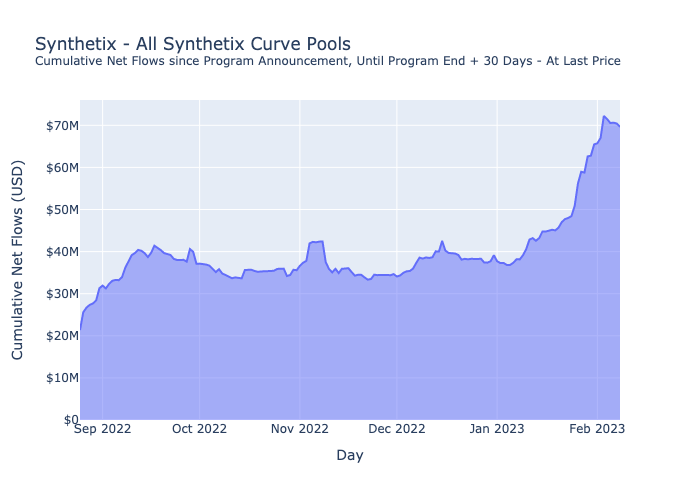 Synthetix - All Synthetix Curve Pools
Cumulative Net Flows since Program Announcement, Until Program End + 30 Days - At Last Price
Cumulative Net Flows (USD)
$70M
$60M
$50M
$40M
$30M
$20M
$10M
$0
Sep 2022
Oct 2022
Nov 2022
Dec 2022
Jan 2023
Feb 2023
Day